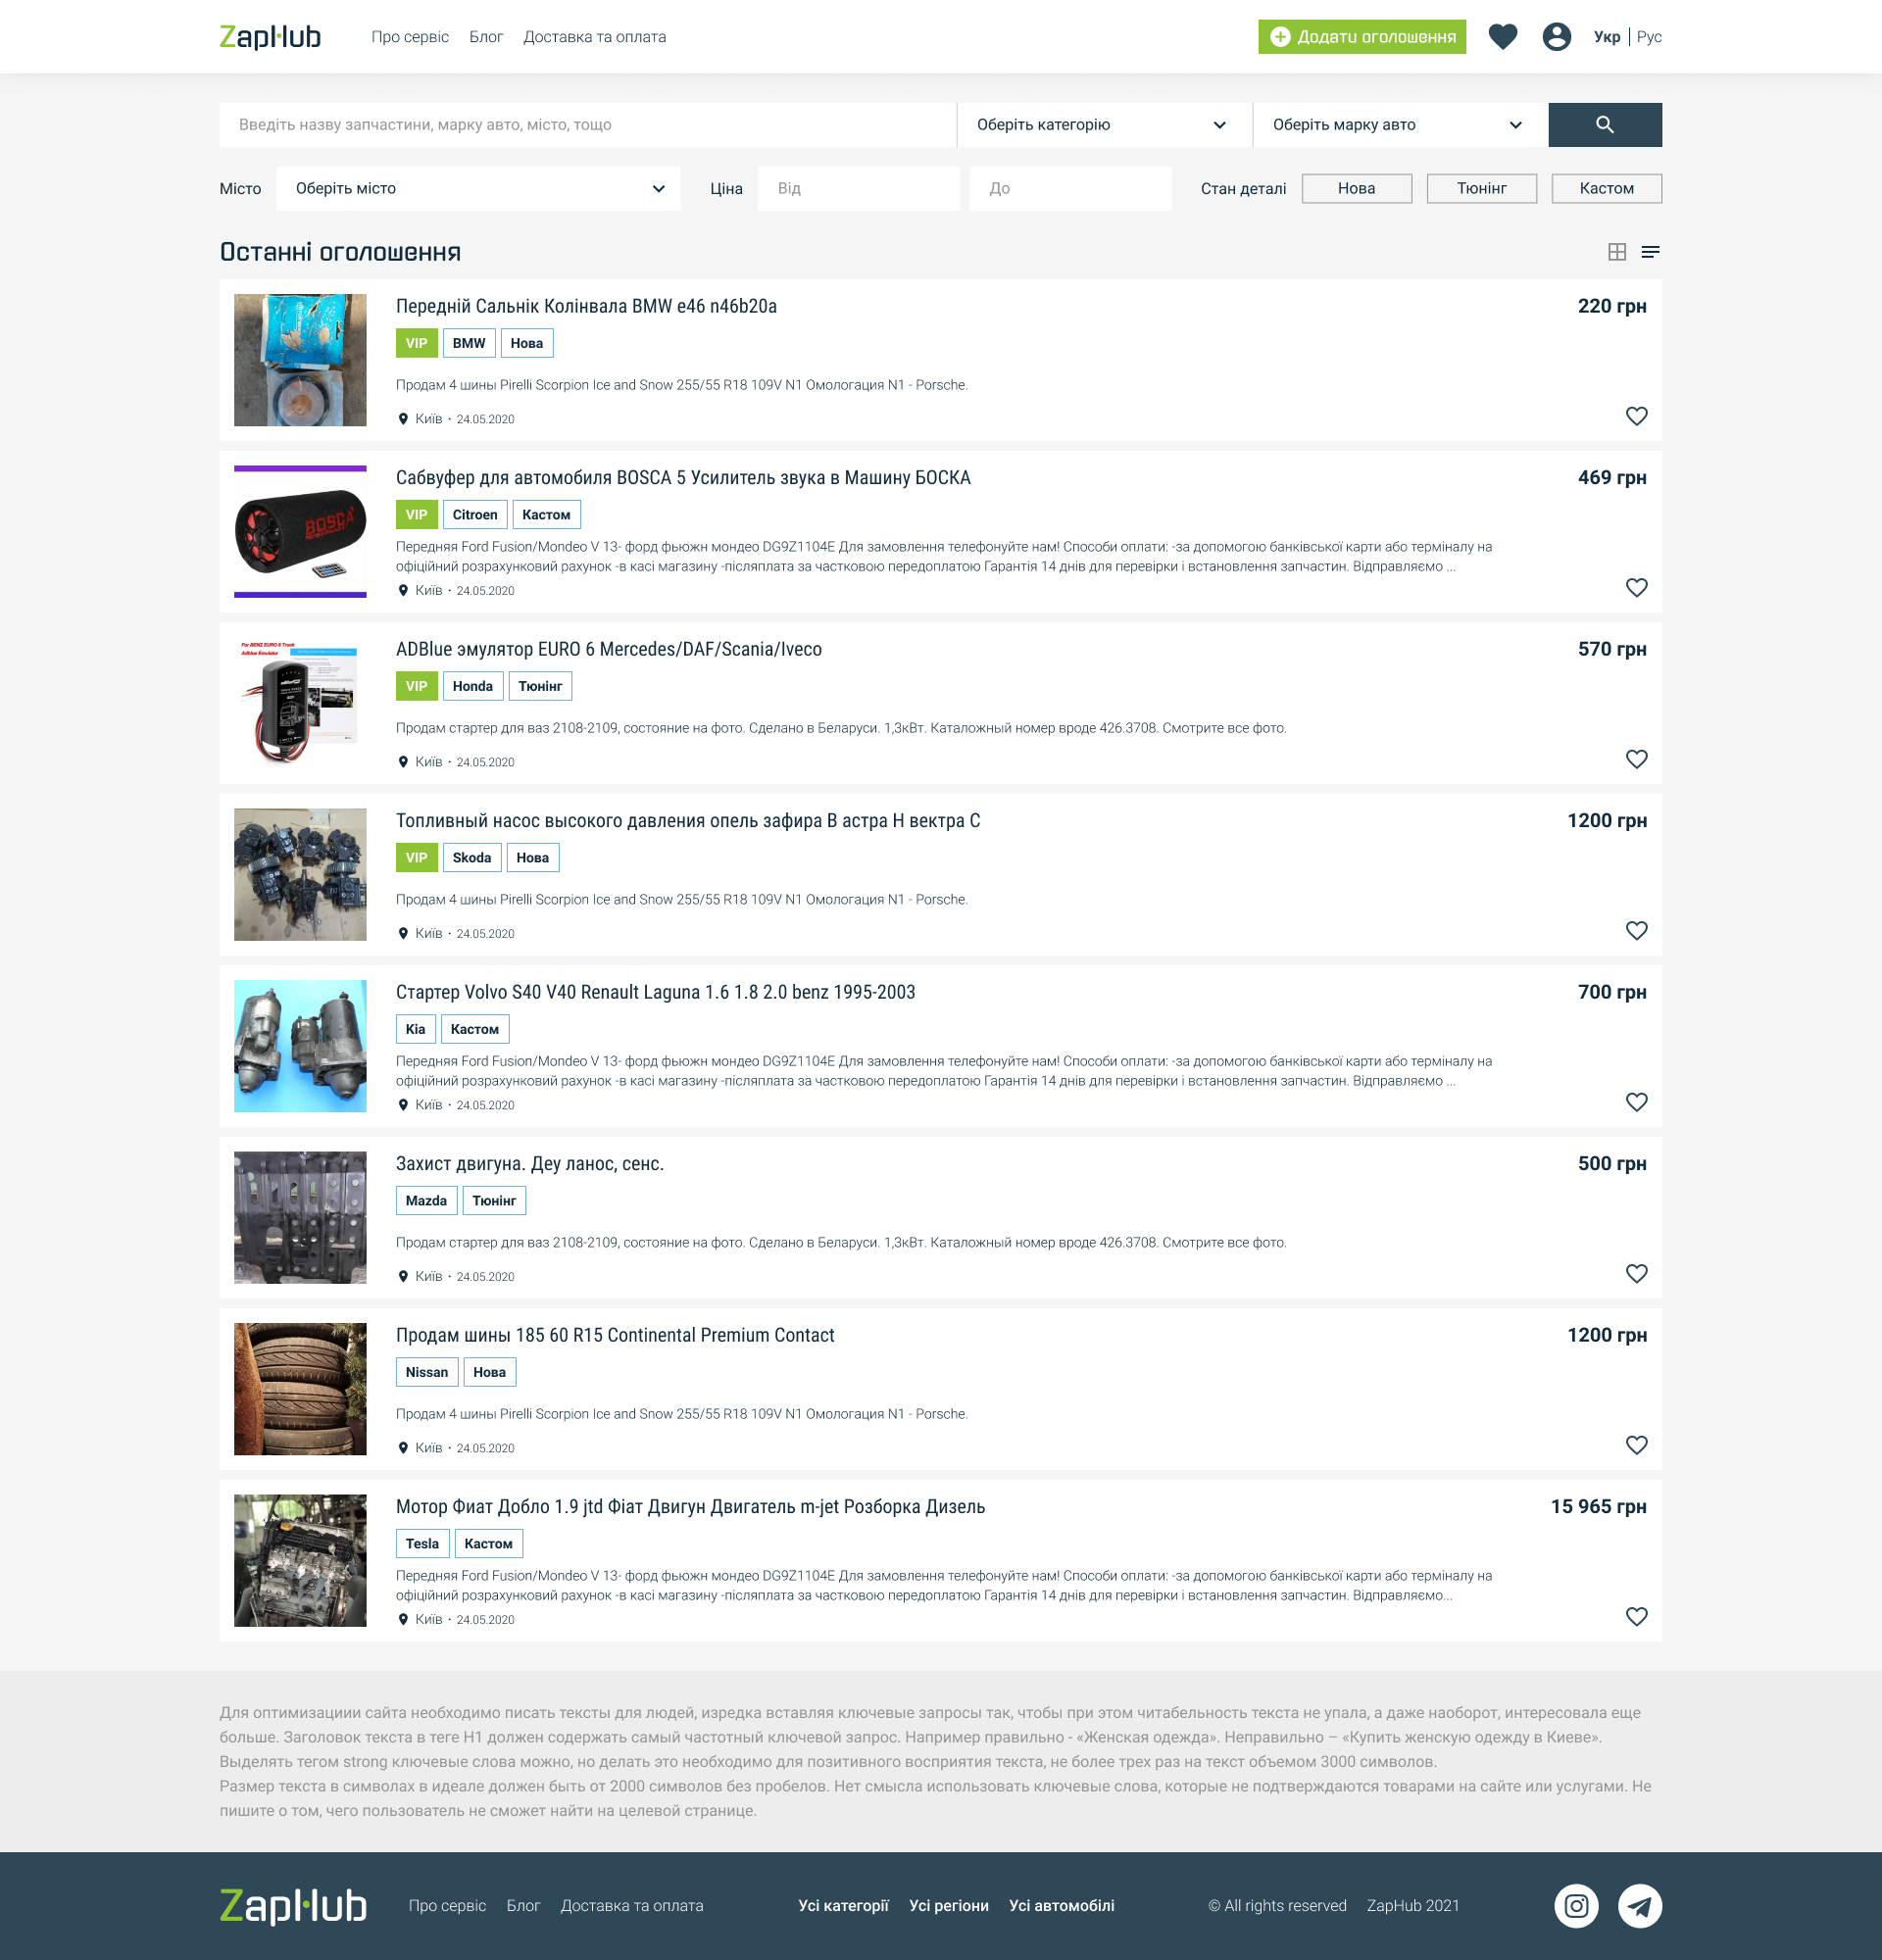 ZapHub
Про сервіс Блог Доставка та оплата
Додати оголошення
Укр | Рус
Введіть назву запчастини, марку авто, місто, тощо
Оберіть категорію
Оберіть марку авто
Місто
Оберіть місто
Ціна
Від
До
Стан деталі
Нова
Тюнінг
Кастом
Останні оголошення
Передній Сальнік Колінвала BMW e46 n46b20a
220 грн
VIP BMW Нова
Продам 4 шины Pirelli Scorpion Ice and Snow 255/55 R18 109V N1 Омологация N1 - Porsche.
Київ · 24.05.2020
BOSCA
Сабвуфер для автомобиля BOSCA 5 Усилитель звука в Машину БОСКА
469 грн
VIP Citroen Кастом
Передняя Ford Fusion/Mondeo V 13- форд фьюжн мондео DG9Z1104E Для замовлення телефонуйте нам! Способи оплати: -за допомогою банківської карти або терміналу на
офіційний розрахунковий рахунок -в касі магазину -післяплата за частковою передоплатою Гарантія 14 днів для перевірки і встановлення запчастин. Відправляємо ...
Київ · 24.05.2020
For BENZ EURO 6 Truck
Adblue Emulator
ADBlue эмулятор EURO 6 Mercedes/DAF/Scania/Iveco
570 грн
VIP Honda Тюнінг
Продам стартер для ваз 2108-2109, состояние на фото. Сделано в Беларуси. 1,3кВт. Каталожный номер вроде 426.3708. Смотрите все фото.
Київ · 24.05.2020
Топливный насос высокого давления опель зафира В астра Н вектра С
1200 грн
VIP Skoda Нова
Продам 4 шины Pirelli Scorpion Ice and Snow 255/55 R18 109V N1 Омологация N1 - Porsche.
Київ · 24.05.2020
Стартер Volvo S40 V40 Renault Laguna 1.6 1.8 2.0 benz 1995-2003
700 грн
Kia Кастом
Передняя Ford Fusion/Mondeo V 13- форд фьюжн мондео DG9Z1104E Для замовлення телефонуйте нам! Способи оплати: -за допомогою банківської карти або терміналу на
офіційний розрахунковий рахунок -в касі магазину -післяплата за частковою передоплатою Гарантія 14 днів для перевірки і встановлення запчастин. Відправляємо ...
Київ · 24.05.2020
Захист двигуна. Деу ланос, сенс.
500 грн
Mazda Тюнінг
Продам стартер для ваз 2108-2109, состояние на фото. Сделано в Беларуси. 1,3кВт. Каталожный номер вроде 426.3708. Смотрите все фото.
Київ · 24.05.2020
Продам шины 185 60 R15 Continental Premium Contact
1200 грн
Nissan Нова
Продам 4 шины Pirelli Scorpion Ice and Snow 255/55 R18 109V N1 Омологация N1 - Porsche.
Київ · 24.05.2020
Мотор Фиат Добло 1.9 jtd Фіат Двигун Двигатель m-jet Розборка Дизель
15 965 грн
Tesla Кастом
Передняя Ford Fusion/Mondeo V 13- форд фьюжн мондео DG9Z1104E Для замовлення телефонуйте нам! Способи оплати: -за допомогою банківської карти або терміналу на
офіційний розрахунковий рахунок -в касі магазину -післяплата за частковою передоплатою Гарантія 14 днів для перевірки і встановлення запчастин. Відправляємо...
Київ · 24.05.2020
Для оптимизациии сайта необходимо писать тексты для людей, изредка вставляя ключевые запросы так, чтобы при этом читабельность текста не упала, а даже наоборот, интересовала еще
больше. Заголовок текста в теге H1 должен содержать самый частотный ключевой запрос. Например правильно - «Женская одежда». Неправильно – «Купить женскую одежду в Киеве».
Выделять тегом strong ключевые слова можно, но делать это необходимо для позитивного восприятия текста, не более трех раз на текст объемом 3000 символов.
Размер текста в символах в идеале должен быть от 2000 символов без пробелов. Нет смысла использовать ключевые слова, которые не подтверждаются товарами на сайте или услугами. Не
пишите о том, чего пользователь не сможет найти на целевой странице.
ZapHub
Про сервіс Блог Доставка та оплата
Усі категорії Усі регіони Усі автомобілі
© All rights reserved ZapHub 2021